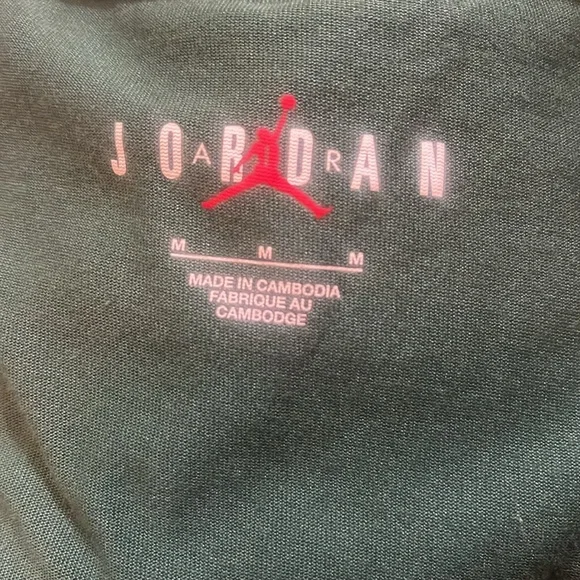 JORDAN
AIR
M M M
MADE IN CAMBODIA
FABRIQUE AU
CAMBODGE